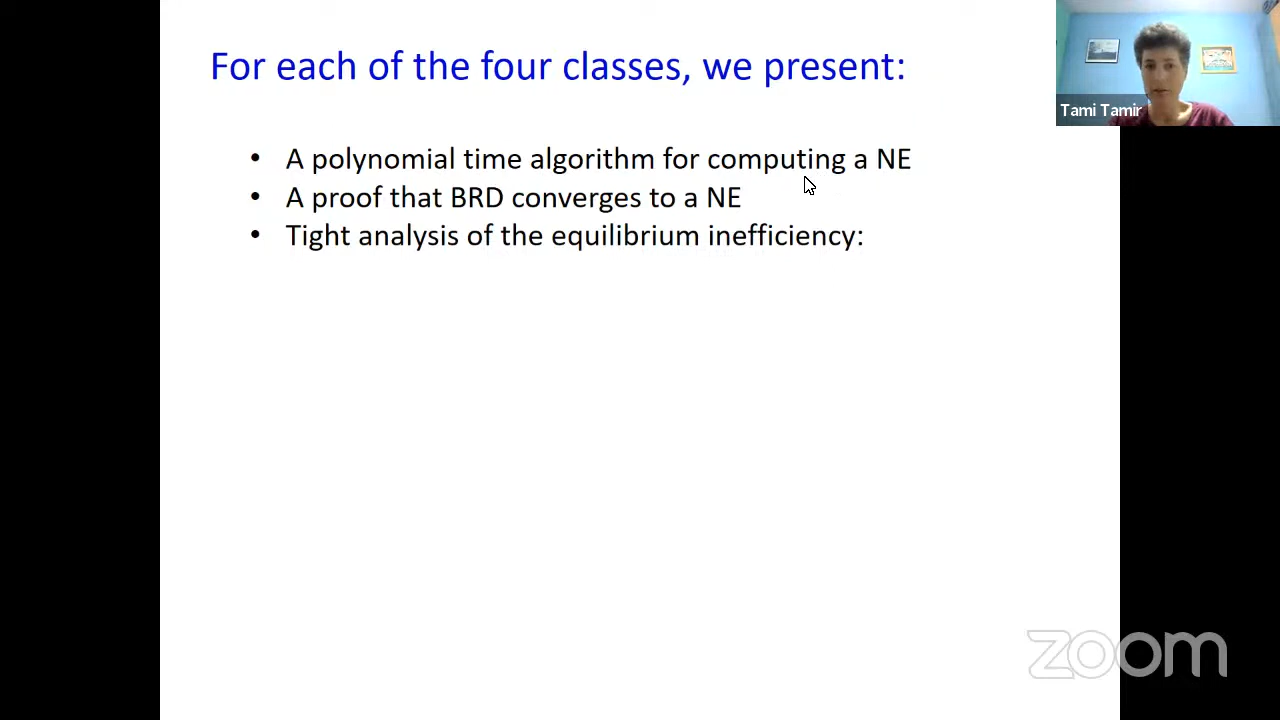 For each of the four classes, we present:
Tami Tamir
• A polynomial time algorithm for computing a NE
• A proof that BRD converges to a NE
• Tight analysis of the equilibrium inefficiency:
zoom